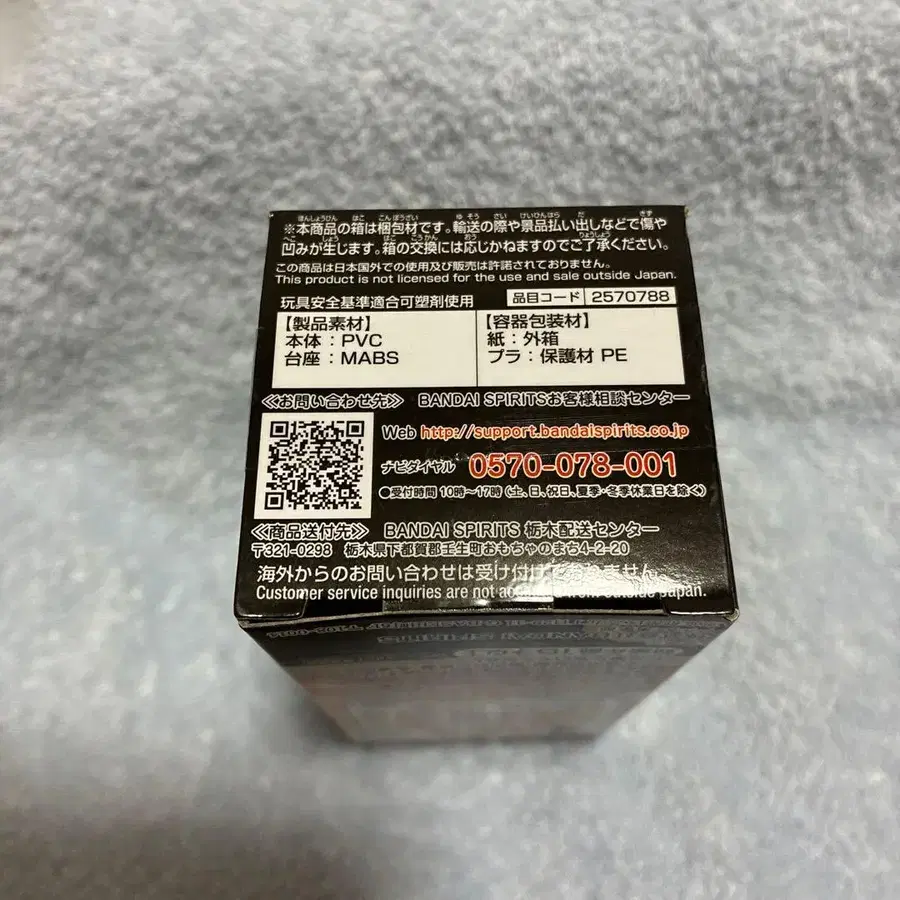 ※本商品の箱は梱包材です。輸送の際や景品払い出しなどで傷や
凹みが生じます。箱の交換には応じかねますのでご了承ください。
この商品は日本国外での使用及び販売は許諾されておりません。
This product is not licensed for the use and sale outside Japan.
玩具安全基準適合可塑剤使用 品目コード 2570788
【製品素材】
本体：PVC
台座：MABS
【容器包装材】
紙：外箱
プラ：保護材 PE
≪お問い合わせ先≫ BANDAI SPIRITSお客様相談センター
Web http://support.bandaispirits.co.jp
ナビダイヤル 0570-078-001
●受付時間 10時～17時 (土、日、祝日、夏季・冬季休業日を除く)
≪商品送付先≫ BANDAI SPIRITS 栃木配送センター
〒321-0298 栃木県下都賀郡壬生町おもちゃのまち4-2-20
海外からのお問い合わせは受け付けておりません。
Customer service inquiries are not accepted from outside Japan.